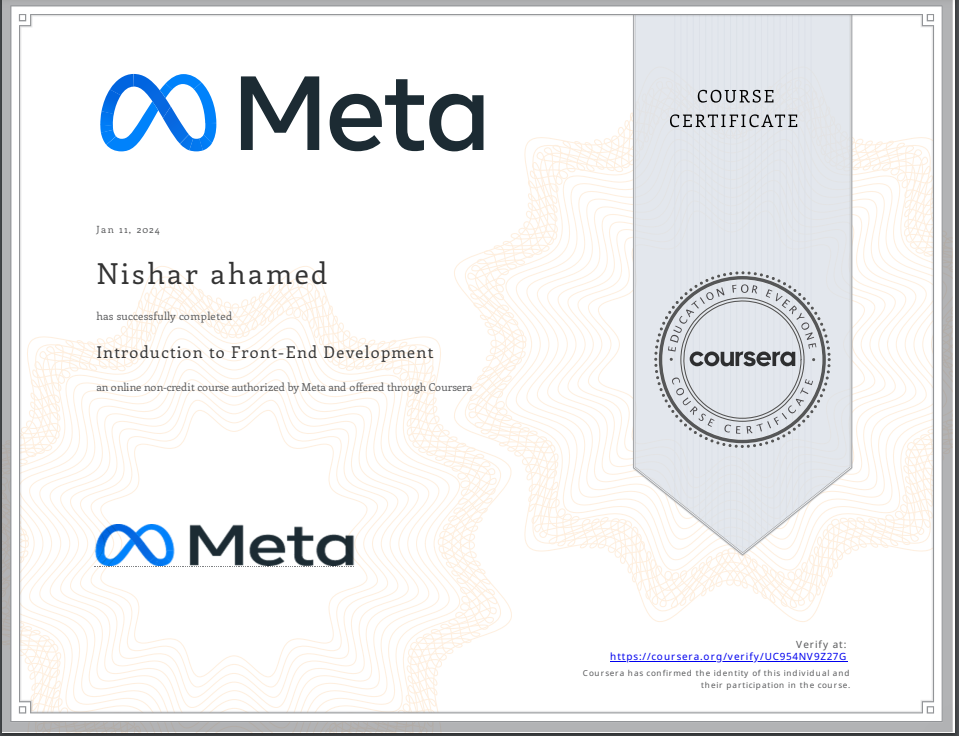 Meta
COURSE
CERTIFICATE
Jan 11, 2024
Nishar ahamed
has successfully completed
Introduction to Front-End Development
an online non-credit course authorized by Meta and offered through Coursera
EDUCATION FOR EVERYONE
coursera
COURSE CERTIFICATE
Meta
Verify at:
https://coursera.org/verify/UC954NV9Z27G
Coursera has confirmed the identity of this individual and
their participation in the course.